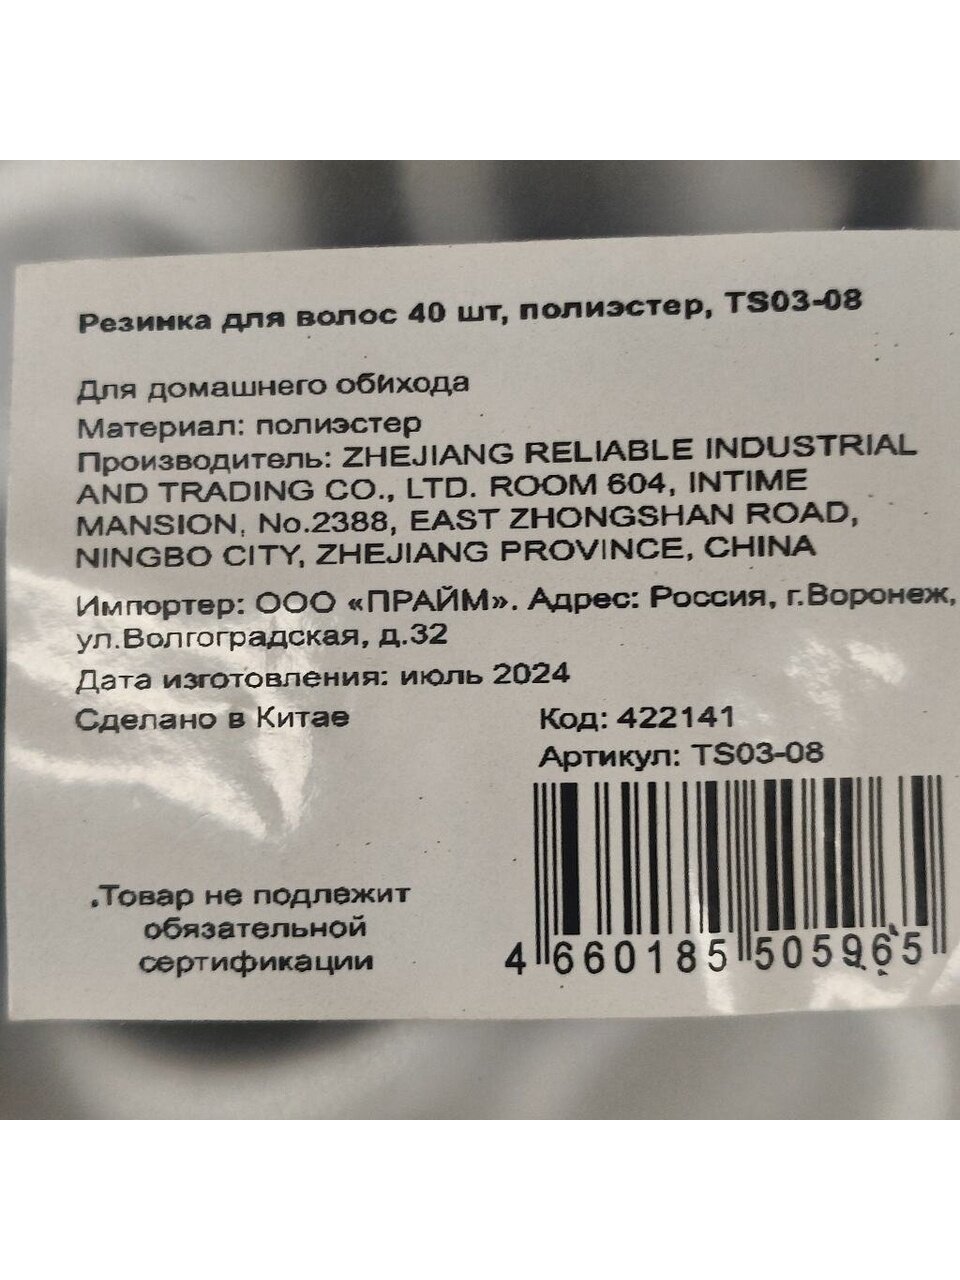 Резинка для волос 40 шт, полиэстер, TS03-08
Для домашнего обихода
Материал: полиэстер
Производитель: ZHEJIANG RELIABLE INDUSTRIAL
AND TRADING CO., LTD. ROOM 604, INTIME
MANSION, No.2388, EAST ZHONGSHAN ROAD,
NINGBO CITY, ZHEJIANG PROVINCE, CHINA
Импортер: ООО «ПРАЙМ». Адрес: Россия, г.Воронеж,
ул.Волгоградская, д.32
Дата изготовления: июль 2024
Сделано в Китае
Код: 422141
Артикул: TS03-08
Товар не подлежит
обязательной
сертификации
4 660185 505965